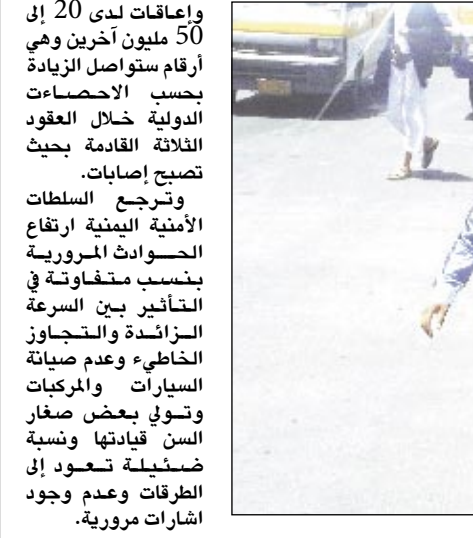 وإعاقات لدى 20 إلى
50 مليون آخرين وهي
أرقام ستواصل الزيادة
بحسب الاحصاءت
الدولية خلال العقود
الثلاثة القادمة بحيث
تصبح إصابات.
وترجع السلطات
الأمنية اليمنية ارتفاع
الحوادث المرورية
بنسب متفاوتة في
التأثير بين السرعة
الزائدة والتجاوز
الخاطيء وعدم صيانة
السيارات والمركبات
وتولي بعض صغار
السن قيادتها ونسبة
ضئيلة تعود إلى
الطرقات وعدم وجود
اشارات مرورية.